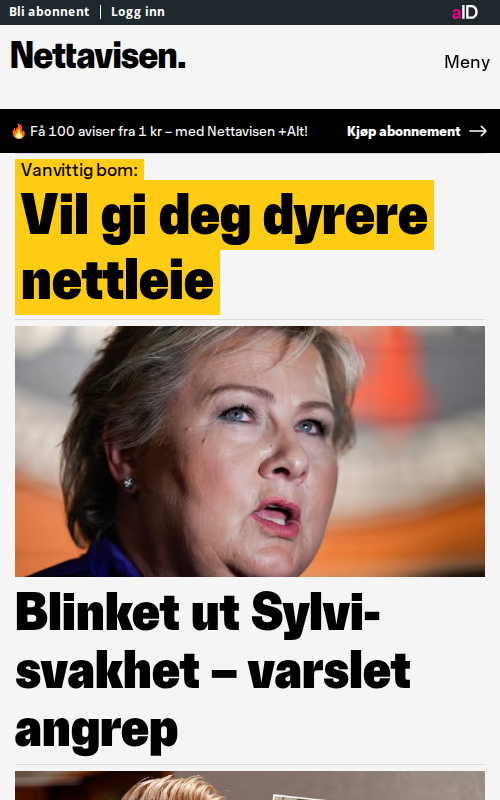 Bli abonnent | Logg inn
aID
Nettavisen.
Meny
🔥 Få 100 aviser fra 1 kr – med Nettavisen +Alt!
Kjøp abonnement →
Vanvittig bom:
Vil gi deg dyrere
nettleie
Blinket ut Sylvi-
svakhet – varslet
angrep